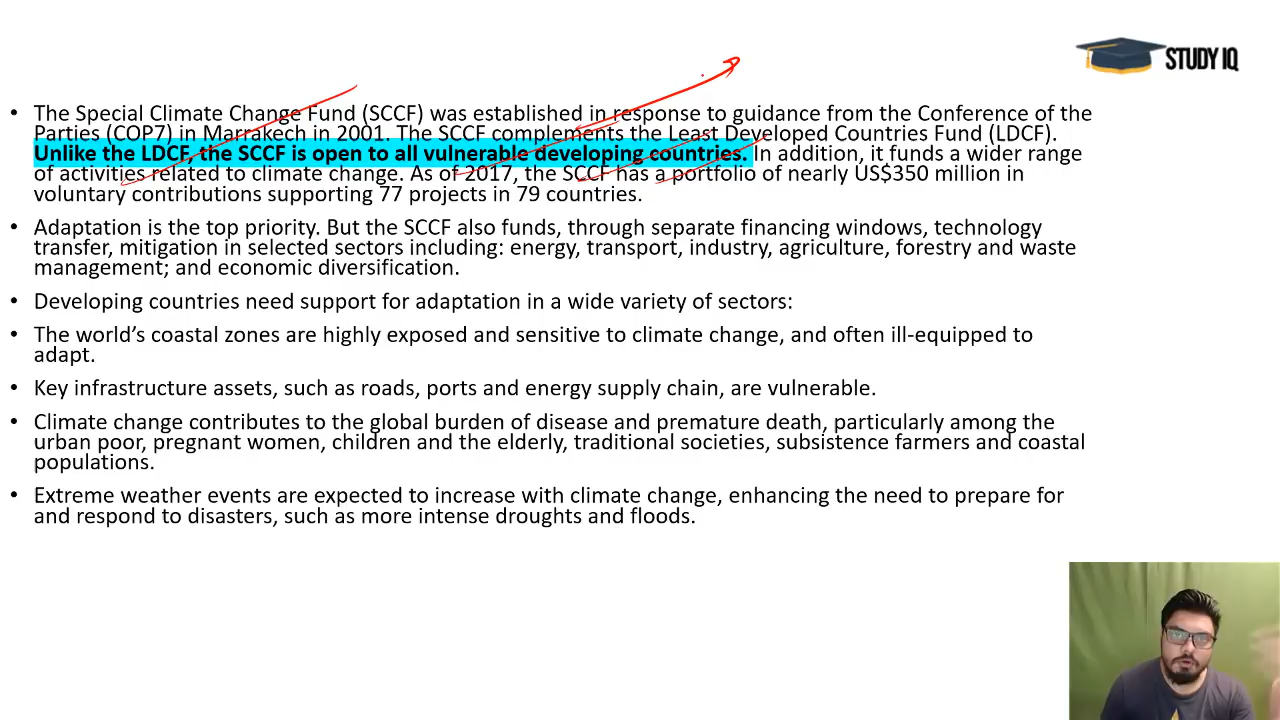 STUDY IQ
• The Special Climate Change Fund (SCCF) was established in response to guidance from the Conference of the
Parties (COP7) in Marrakech in 2001. The SCCF complements the Least Developed Countries Fund (LDCF).
Unlike the LDCF, the SCCF is open to all vulnerable developing countries. In addition, it funds a wider range
of activities related to climate change. As of 2017, the SCCF has a portfolio of nearly US$350 million in
voluntary contributions supporting 77 projects in 79 countries.
• Adaptation is the top priority. But the SCCF also funds, through separate financing windows, technology
transfer, mitigation in selected sectors including: energy, transport, industry, agriculture, forestry and waste
management; and economic diversification.
• Developing countries need support for adaptation in a wide variety of sectors:
• The world’s coastal zones are highly exposed and sensitive to climate change, and often ill-equipped to
adapt.
• Key infrastructure assets, such as roads, ports and energy supply chain, are vulnerable.
• Climate change contributes to the global burden of disease and premature death, particularly among the
urban poor, pregnant women, children and the elderly, traditional societies, subsistence farmers and coastal
populations.
• Extreme weather events are expected to increase with climate change, enhancing the need to prepare for
and respond to disasters, such as more intense droughts and floods.